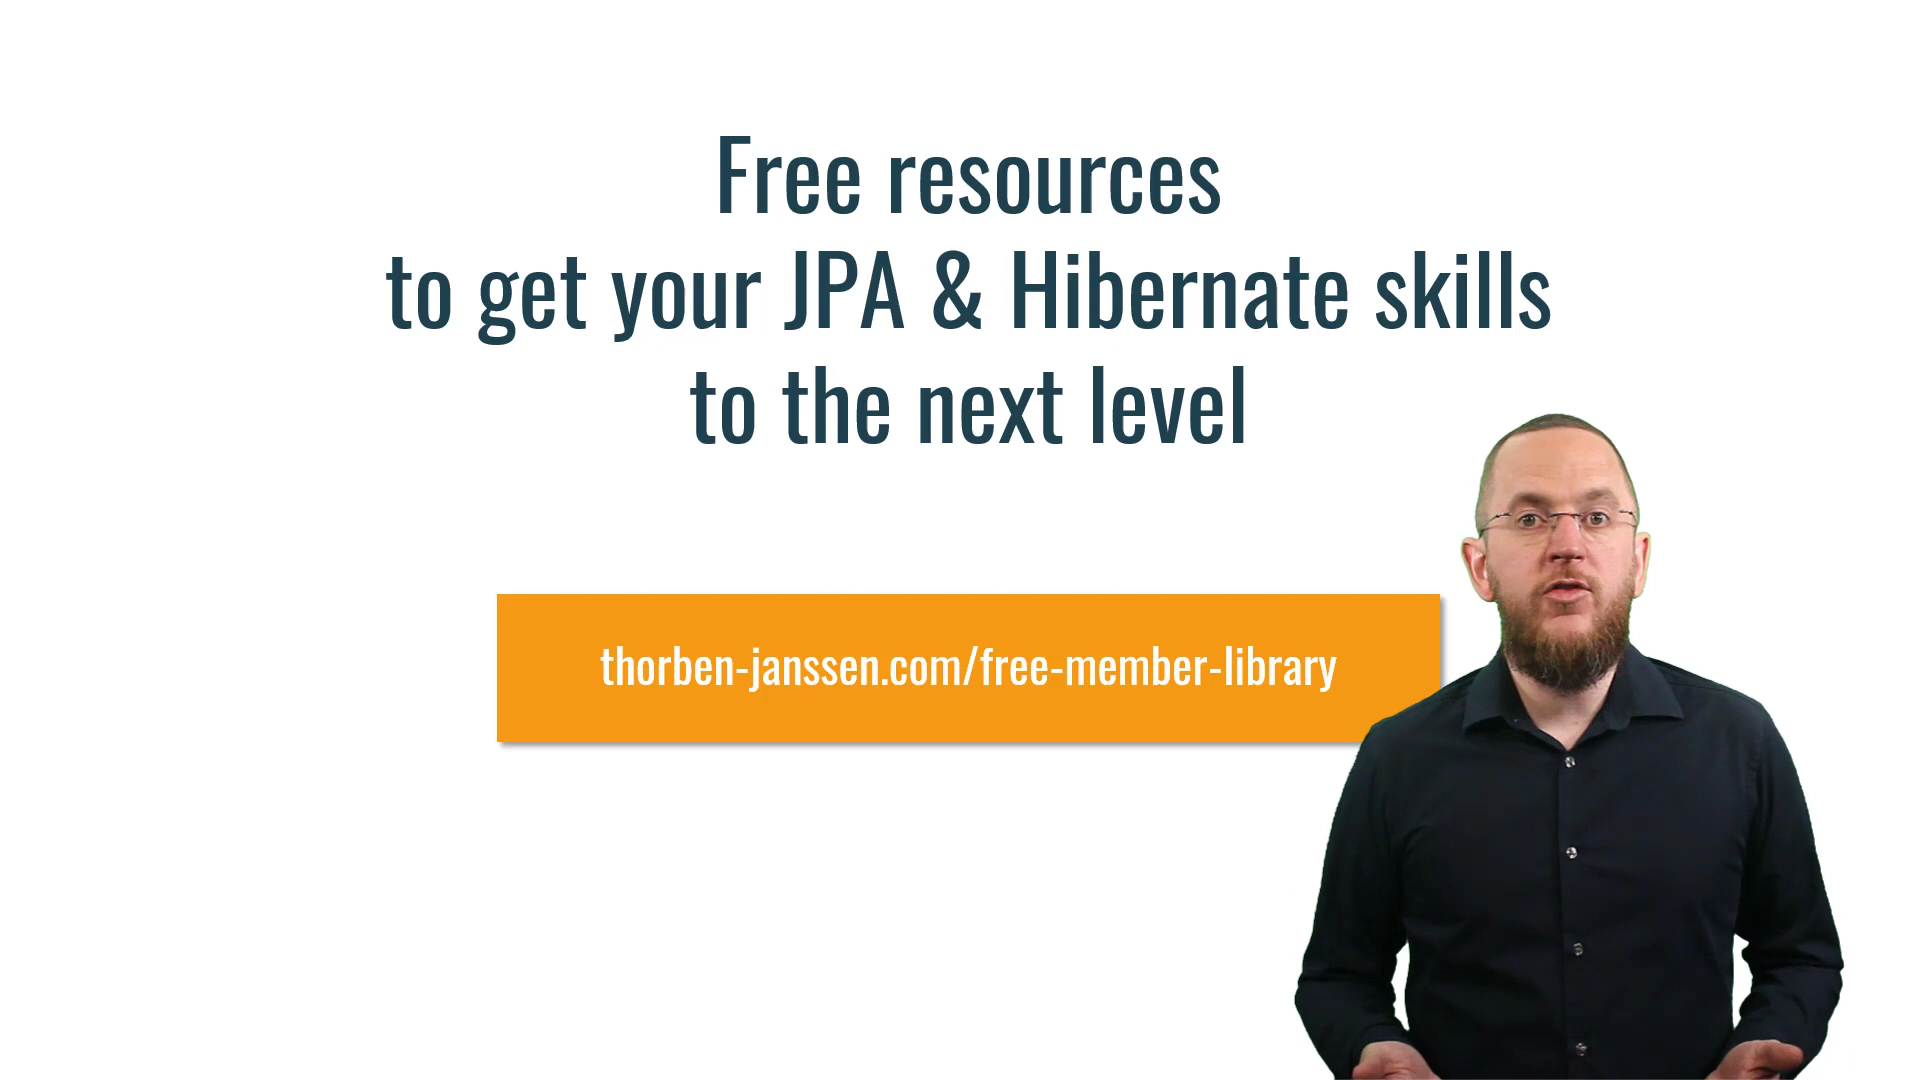 Free resources
to get your JPA & Hibernate skills
to the next level
thorben-janssen.com/free-member-library